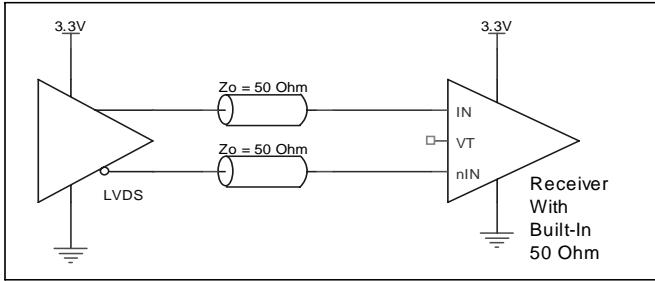 3.3V
3.3V
Zo = 50 Ohm
IN
VT
Zo = 50 Ohm
nIN
LVDS
Receiver
With
Built-In
50 Ohm